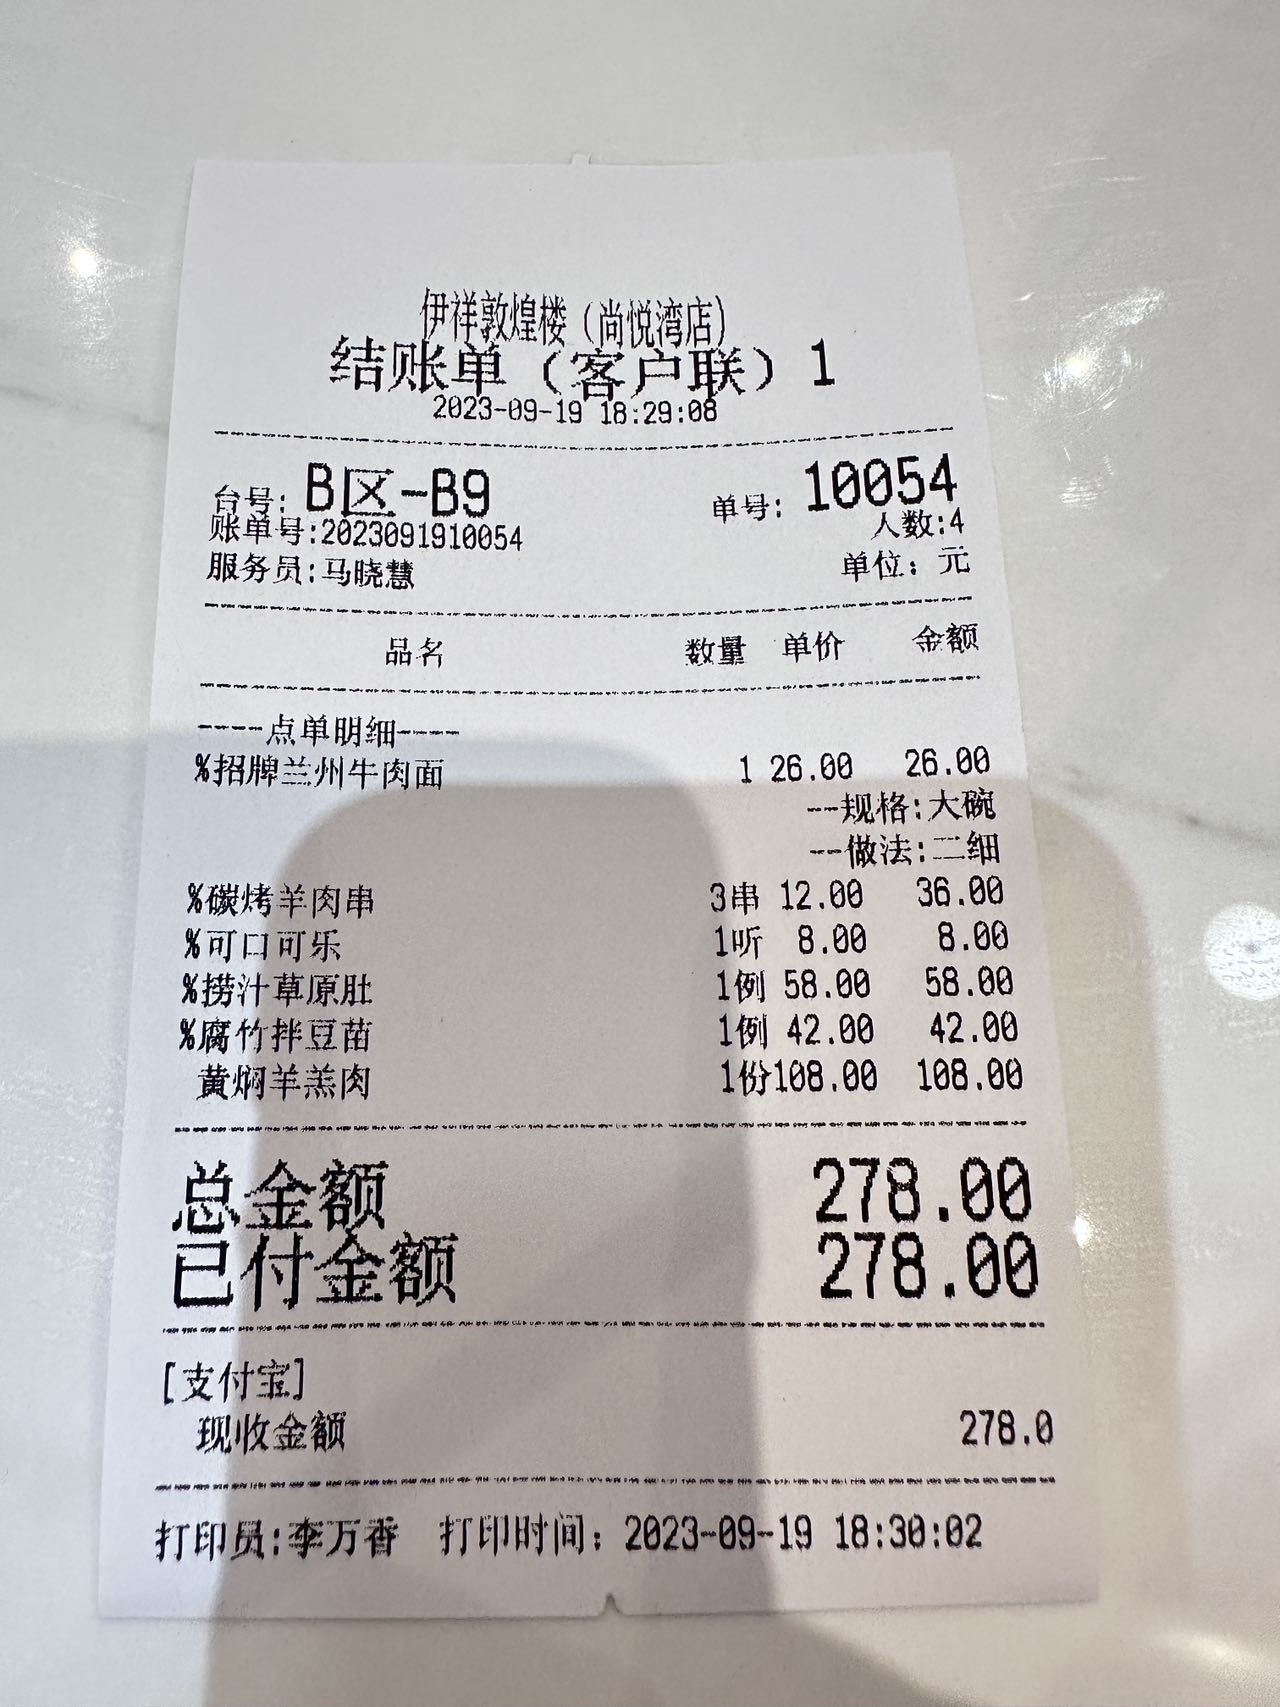 伊祥敦煌楼（尚悦湾店）
结账单（客户联）1
2023-09-19 18:29:08
台号: B区-B9 单号: 10054
账单号:2023091910054 人数:4
服务员:马晓慧 单位：元
品名 数量 单价 金额
----点单明细----
%招牌兰州牛肉面 1 26.00 26.00
--规格:大碗
--做法:二细
%碳烤羊肉串 3串 12.00 36.00
%可口可乐 1听 8.00 8.00
%捞汁草原肚 1例 58.00 58.00
%腐竹拌豆苗 1例 42.00 42.00
黄焖羊羔肉 1份108.00 108.00
总金额 278.00
已付金额 278.00
[支付宝]
现收金额 278.0
打印员:李万香 打印时间：2023-09-19 18:30:02